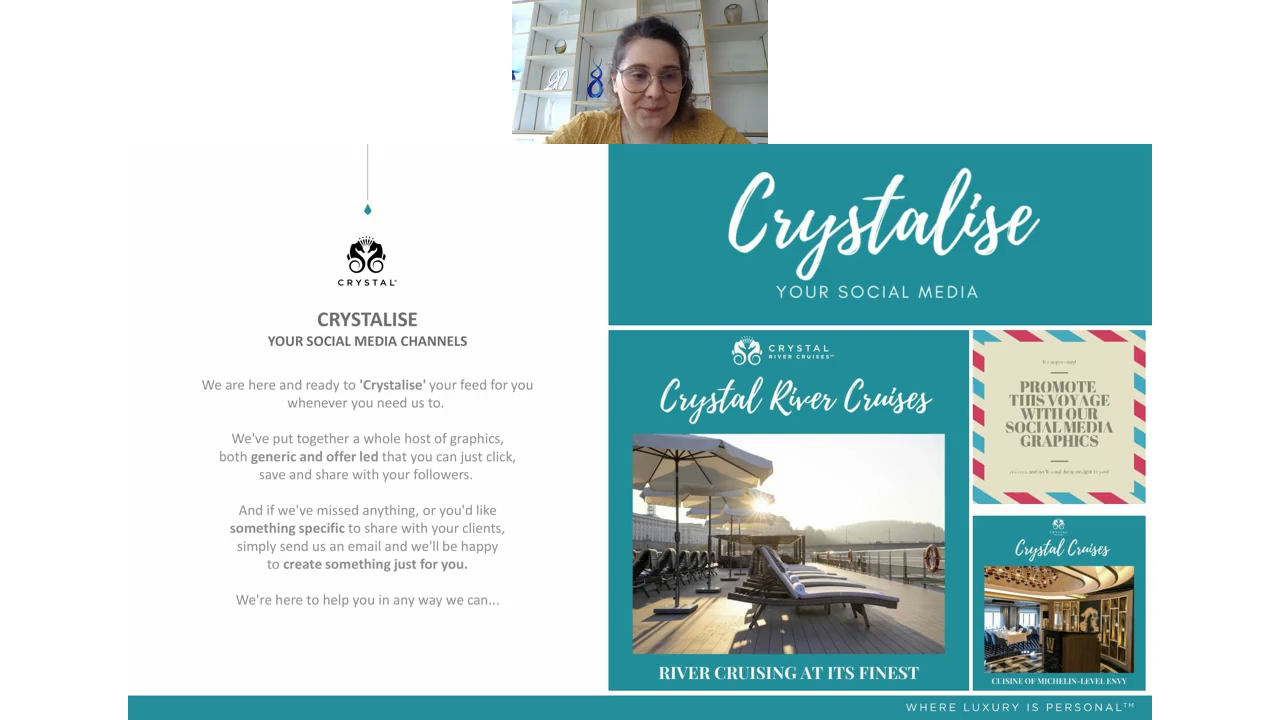 CRYSTAL
CRYSTALISE
YOUR SOCIAL MEDIA CHANNELS
We are here and ready to 'Crystalise' your feed for you
whenever you need us to.
We've put together a whole host of graphics,
both generic and offer led that you can just click,
save and share with your followers.
And if we've missed anything, or you'd like
something specific to share with your clients,
simply send us an email and we'll be happy
to create something just for you.
We're here to help you in any way we can...
Crystalise
YOUR SOCIAL MEDIA
CRYSTAL
RIVER CRUISES™
Crystal River Cruises
RIVER CRUISING AT ITS FINEST
PROMOTE
THIS VOYAGE
WITH OUR
SOCIAL MEDIA
GRAPHICS
Crystal Cruises
CUISINE OF MICHELIN-LEVEL ENVY
WHERE LUXURY IS PERSONAL™